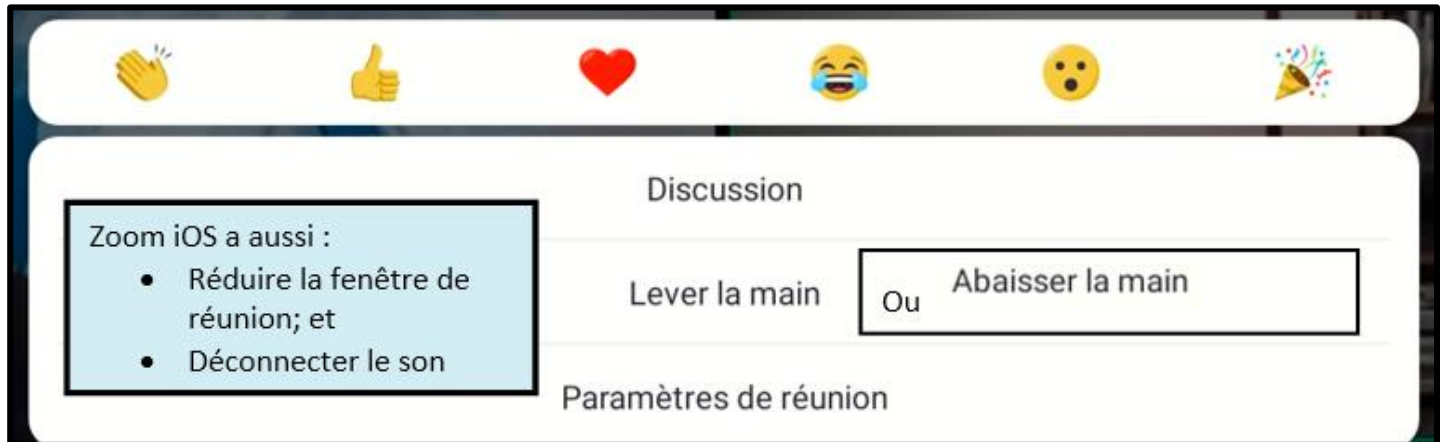 Discussion
Zoom iOS a aussi :
• Réduire la fenêtre de
réunion; et
• Déconnecter le son
Lever la main
Ou Abaisser la main
Paramètres de réunion